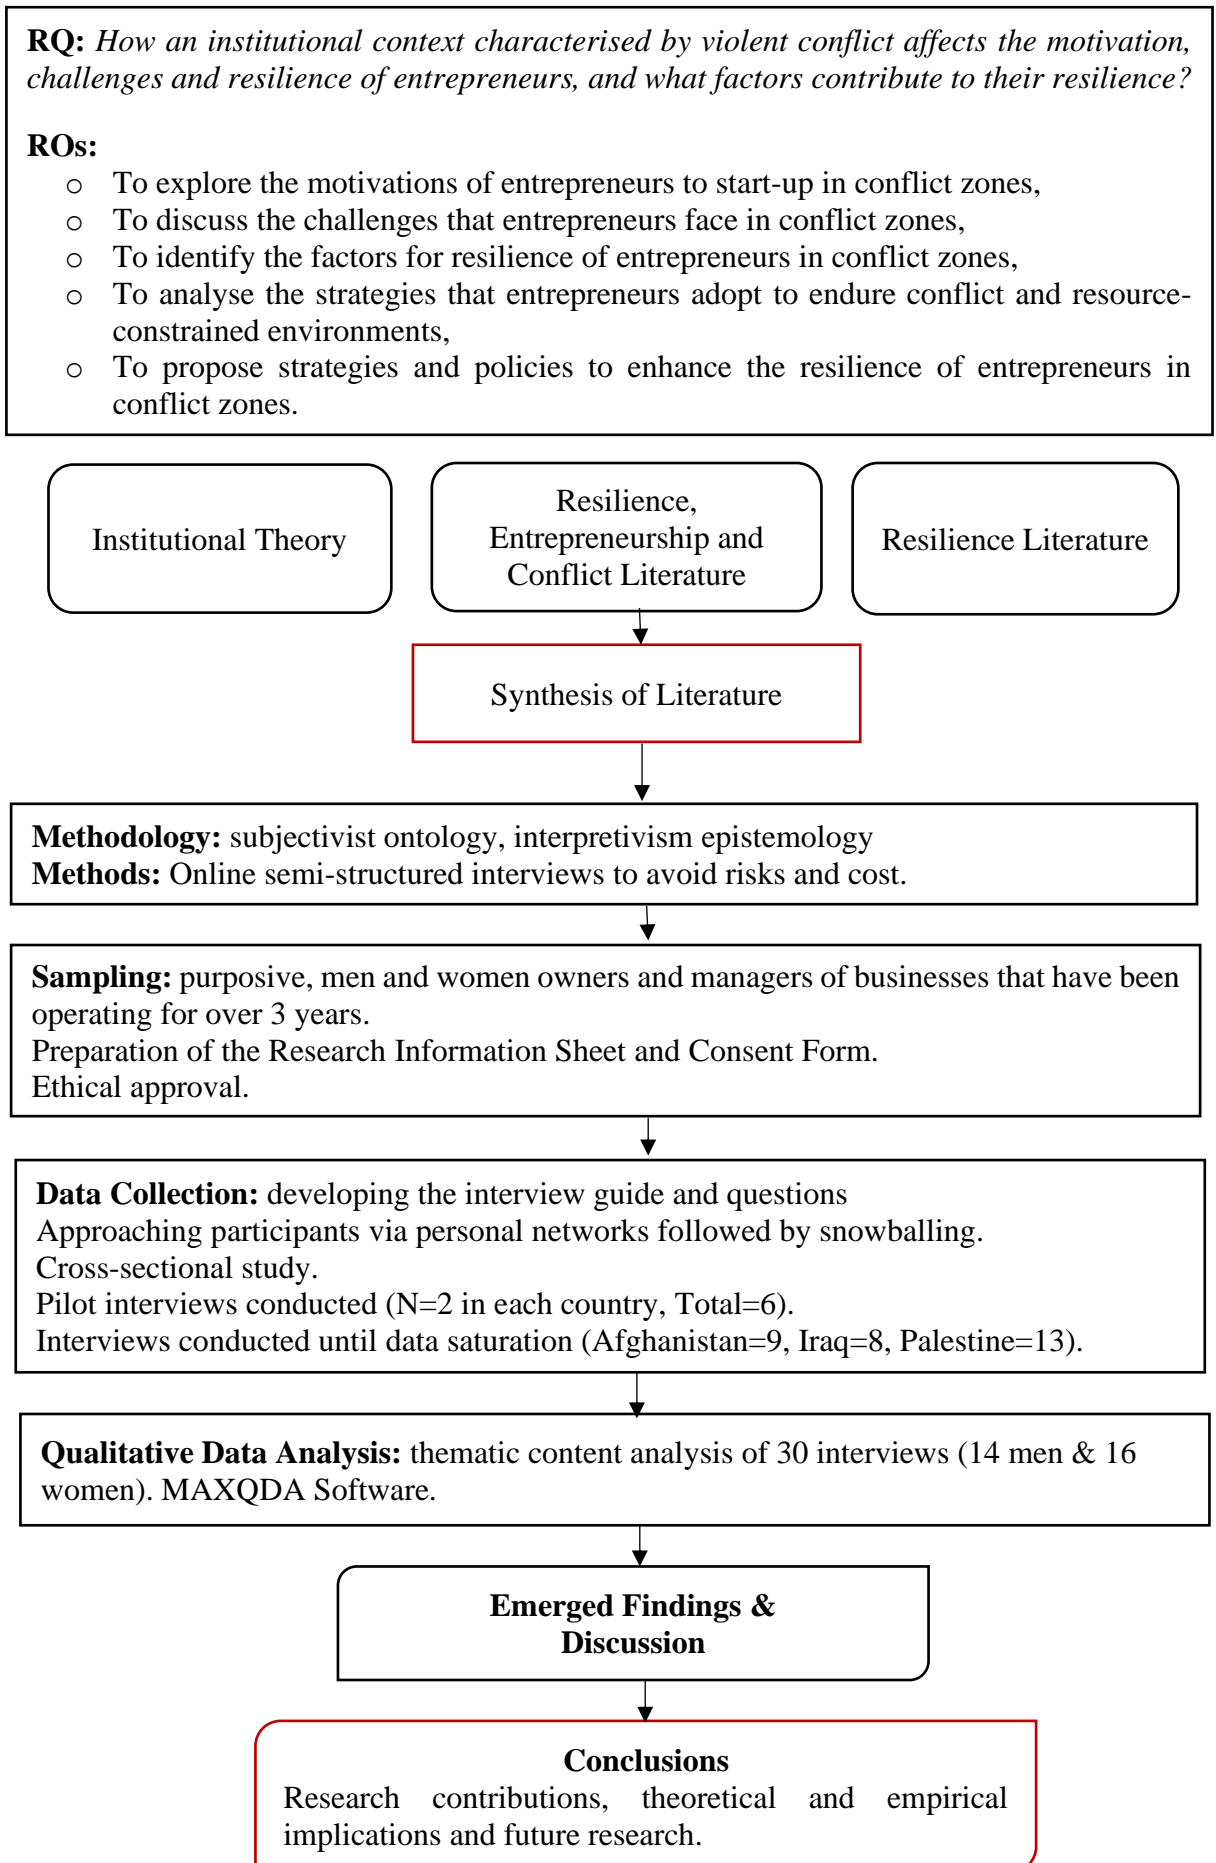 RQ: How an institutional context characterised by violent conflict affects the motivation,
challenges and resilience of entrepreneurs, and what factors contribute to their resilience?
ROs:
o To explore the motivations of entrepreneurs to start-up in conflict zones,
o To discuss the challenges that entrepreneurs face in conflict zones,
o To identify the factors for resilience of entrepreneurs in conflict zones,
o To analyse the strategies that entrepreneurs adopt to endure conflict and resource-
constrained environments,
o To propose strategies and policies to enhance the resilience of entrepreneurs in
conflict zones.
Institutional Theory
Resilience,
Entrepreneurship and
Conflict Literature
Resilience Literature
Synthesis of Literature
Methodology: subjectivist ontology, interpretivism epistemology
Methods: Online semi-structured interviews to avoid risks and cost.
Sampling: purposive, men and women owners and managers of businesses that have been
operating for over 3 years.
Preparation of the Research Information Sheet and Consent Form.
Ethical approval.
Data Collection: developing the interview guide and questions
Approaching participants via personal networks followed by snowballing.
Cross-sectional study.
Pilot interviews conducted (N=2 in each country, Total=6).
Interviews conducted until data saturation (Afghanistan=9, Iraq=8, Palestine=13).
Qualitative Data Analysis: thematic content analysis of 30 interviews (14 men & 16
women). MAXQDA Software.
Emerged Findings &
Discussion
Conclusions
Research contributions, theoretical and empirical
implications and future research.